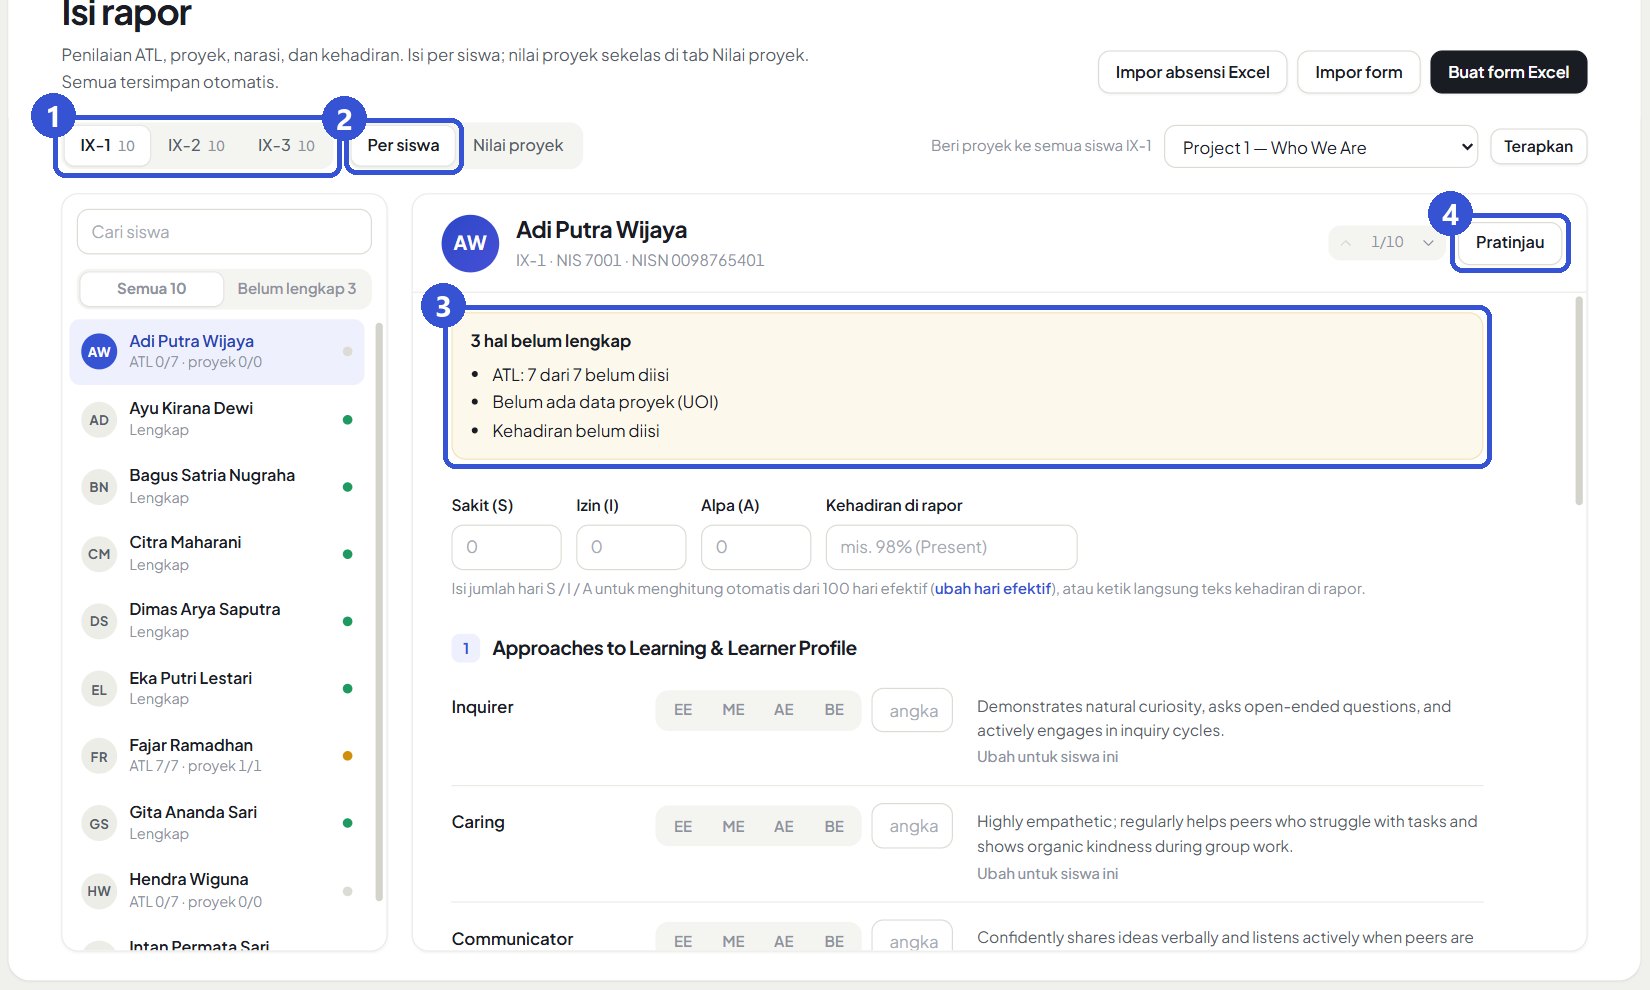 Isi rapor
Penilaian ATL, proyek, narasi, dan kehadiran. Isi per siswa; nilai proyek sekelas di tab Nilai proyek.
Semua tersimpan otomatis.
Impor absensi Excel
Impor form
Buat form Excel
1
IX-1 10
IX-2 10
IX-3 10
2
Per siswa
Nilai proyek
Beri proyek ke semua siswa IX-1
Project 1 — Who We Are
Terapkan
Cari siswa
Semua 10
Belum lengkap 3
AW
Adi Putra Wijaya
ATL 0/7 · proyek 0/0
AD
Ayu Kirana Dewi
Lengkap
BN
Bagus Satria Nugraha
Lengkap
CM
Citra Maharani
Lengkap
DS
Dimas Arya Saputra
Lengkap
EL
Eka Putri Lestari
Lengkap
FR
Fajar Ramadhan
ATL 7/7 · proyek 1/1
GS
Gita Ananda Sari
Lengkap
HW
Hendra Wiguna
ATL 0/7 · proyek 0/0
Intan Permata Sari
AW
Adi Putra Wijaya
IX-1 · NIS 7001 · NISN 0098765401
1/10
4
Pratinjau
3
3 hal belum lengkap
• ATL: 7 dari 7 belum diisi
• Belum ada data proyek (UOI)
• Kehadiran belum diisi
Sakit (S)
Izin (I)
Alpa (A)
Kehadiran di rapor
0
0
0
mis. 98% (Present)
Isi jumlah hari S / I / A untuk menghitung otomatis dari 100 hari efektif (ubah hari efektif), atau ketik langsung teks kehadiran di rapor.
1
Approaches to Learning & Learner Profile
Inquirer
EE ME AE BE
angka
Demonstrates natural curiosity, asks open-ended questions, and
actively engages in inquiry cycles.
Ubah untuk siswa ini
Caring
EE ME AE BE
angka
Highly empathetic; regularly helps peers who struggle with tasks and
shows organic kindness during group work.
Ubah untuk siswa ini
Communicator
EE ME AE BE
angka
Confidently shares ideas verbally and listens actively when peers are